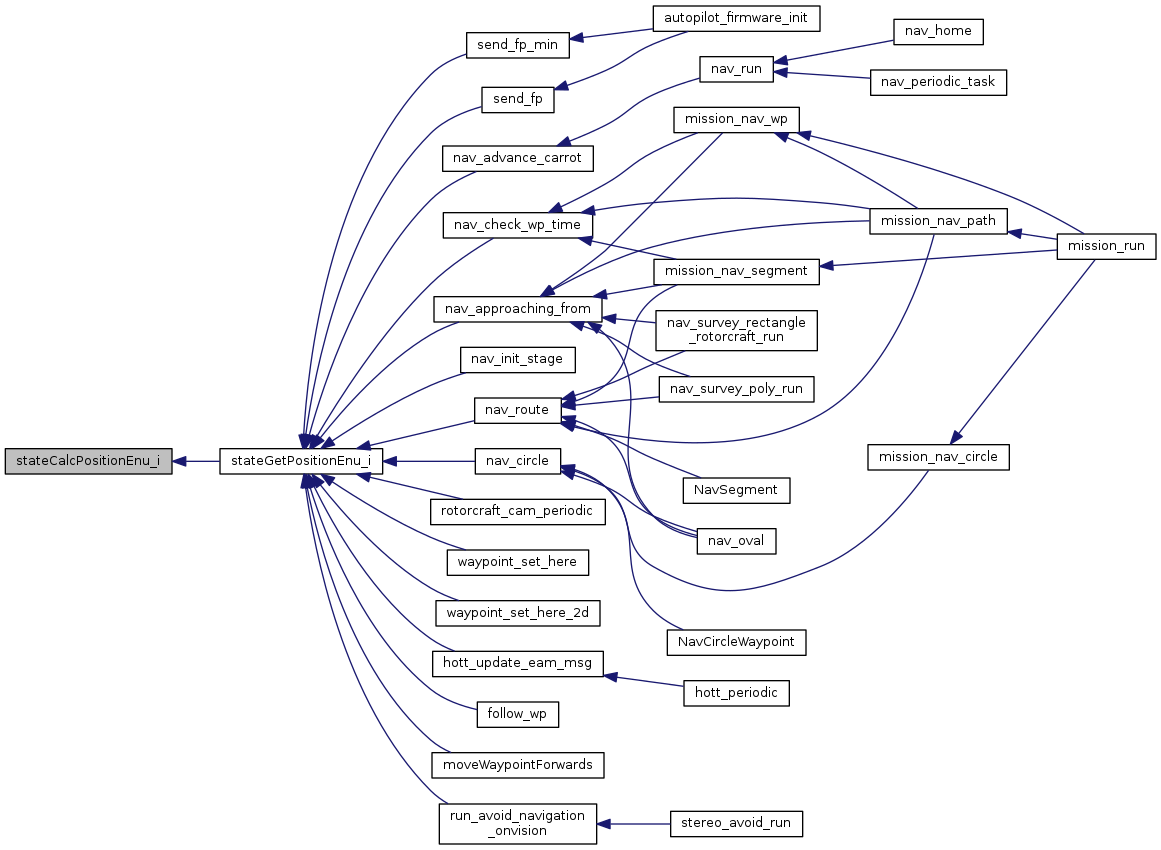 autopilot_firmware_init
nav_home
send_fp_min
nav_run
nav_periodic_task
send_fp
mission_nav_wp
nav_advance_carrot
nav_check_wp_time
mission_nav_path
mission_run
mission_nav_segment
nav_approaching_from
nav_survey_rectangle
_rotorcraft_run
nav_init_stage
nav_survey_poly_run
nav_route
mission_nav_circle
stateCalcPositionEnu_i
stateGetPositionEnu_i
nav_circle
NavSegment
rotorcraft_cam_periodic
nav_oval
waypoint_set_here
waypoint_set_here_2d
NavCircleWaypoint
hott_update_eam_msg
hott_periodic
follow_wp
moveWaypointForwards
run_avoid_navigation
_onvision
stereo_avoid_run